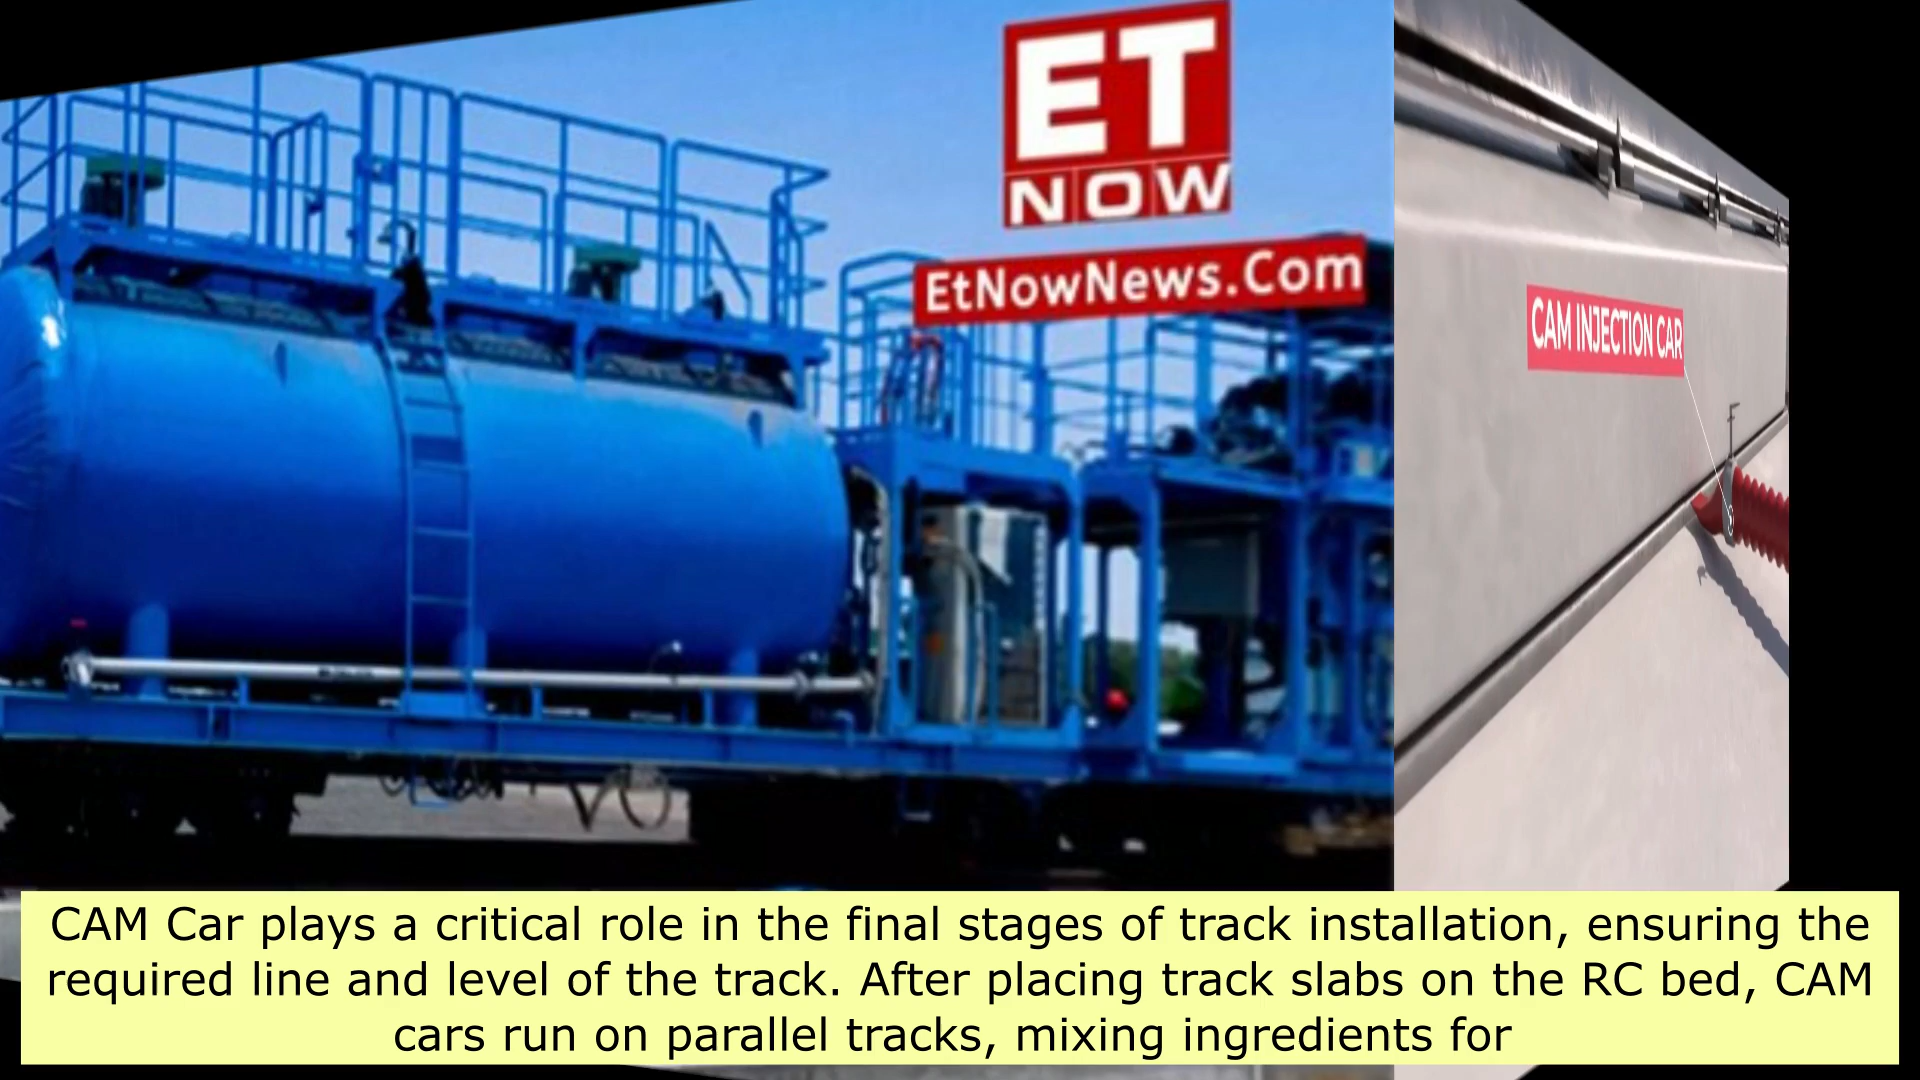 ET
NOW
EtNowNews.Com
CAM INJECTION CAR
CAM Car plays a critical role in the final stages of track installation, ensuring the
required line and level of the track. After placing track slabs on the RC bed, CAM
cars run on parallel tracks, mixing ingredients for